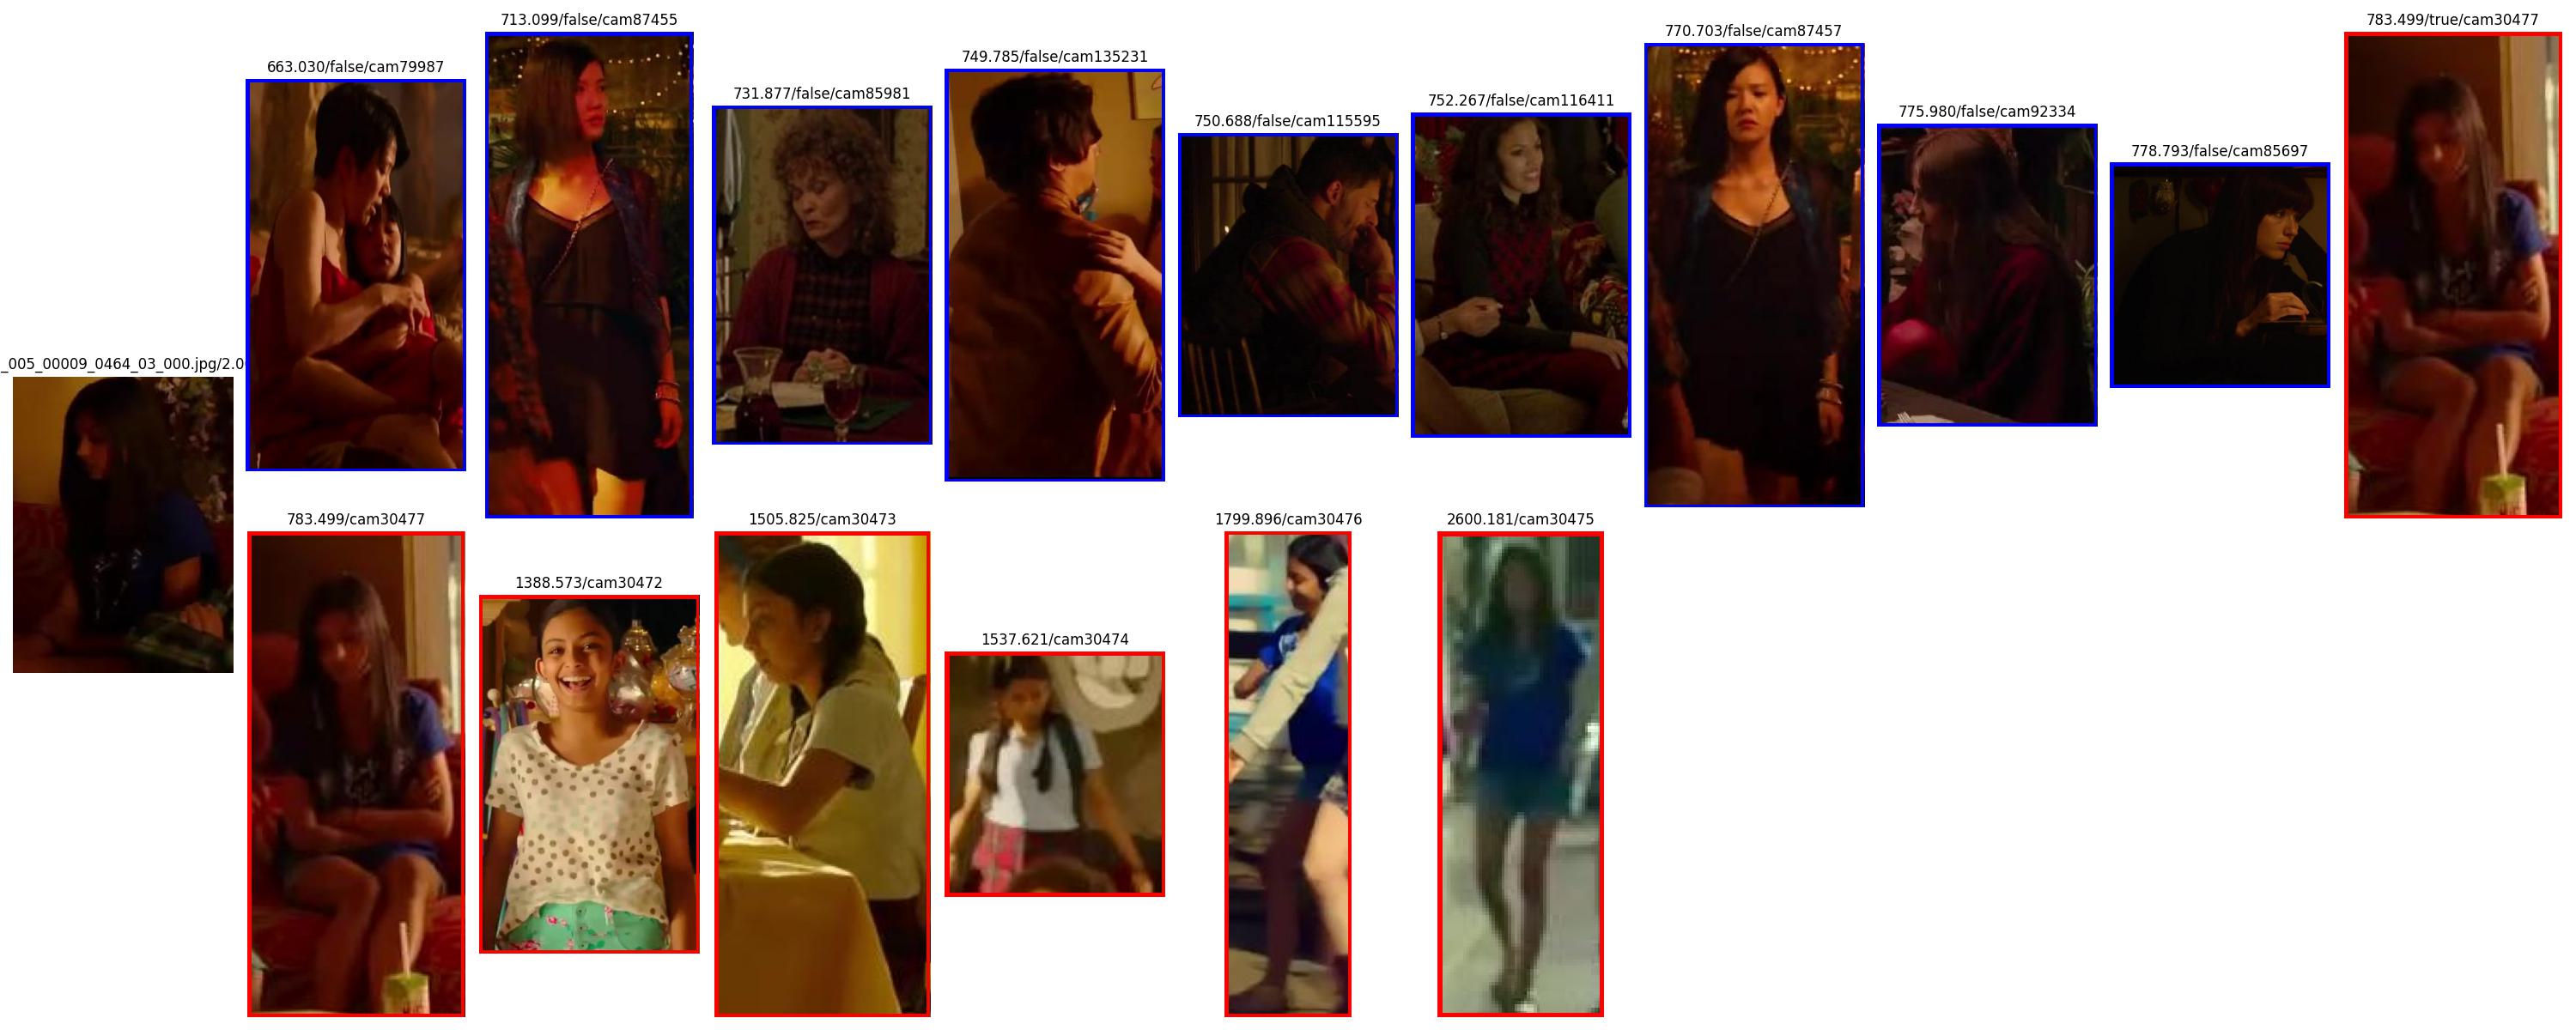 713.099/false/cam87455
783.499/true/cam30477
770.703/false/cam87457
749.785/false/cam135231
663.030/false/cam79987
731.877/false/cam85981
752.267/false/cam116411
775.980/false/cam92334
750.688/false/cam115595
778.793/false/cam85697
_005_00009_0464_03_000.jpg/2.0
783.499/cam30477
1505.825/cam30473
1799.896/cam30476
2600.181/cam30475
1388.573/cam30472
1537.621/cam30474